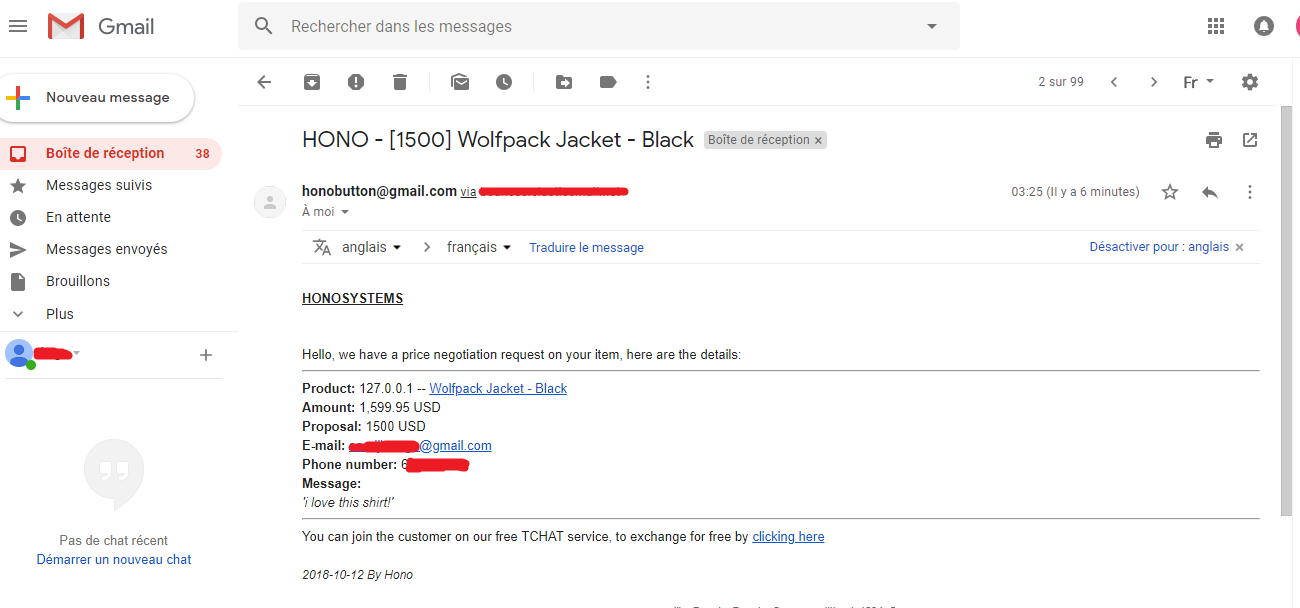 Gmail
Rechercher dans les messages
Nouveau message
2 sur 99
Fr
Boîte de réception 38
Messages suivis
En attente
Messages envoyés
Brouillons
Plus
Pas de chat récent
Démarrer un nouveau chat
HONO - [1500] Wolfpack Jacket - Black
Boîte de réception ×
honobutton@gmail.com via
03:25 (Il y a 6 minutes)
À moi
anglais > français Traduire le message
Désactiver pour : anglais ×
HONOSYSTEMS
Hello, we have a price negotiation request on your item, here are the details:
Product: 127.0.0.1 -- Wolfpack Jacket - Black
Amount: 1,599.95 USD
Proposal: 1500 USD
E-mail: @gmail.com
Phone number: 6
Message:
'i love this shirt!'
You can join the customer on our free TCHAT service, to exchange for free by clicking here
2018-10-12 By Hono